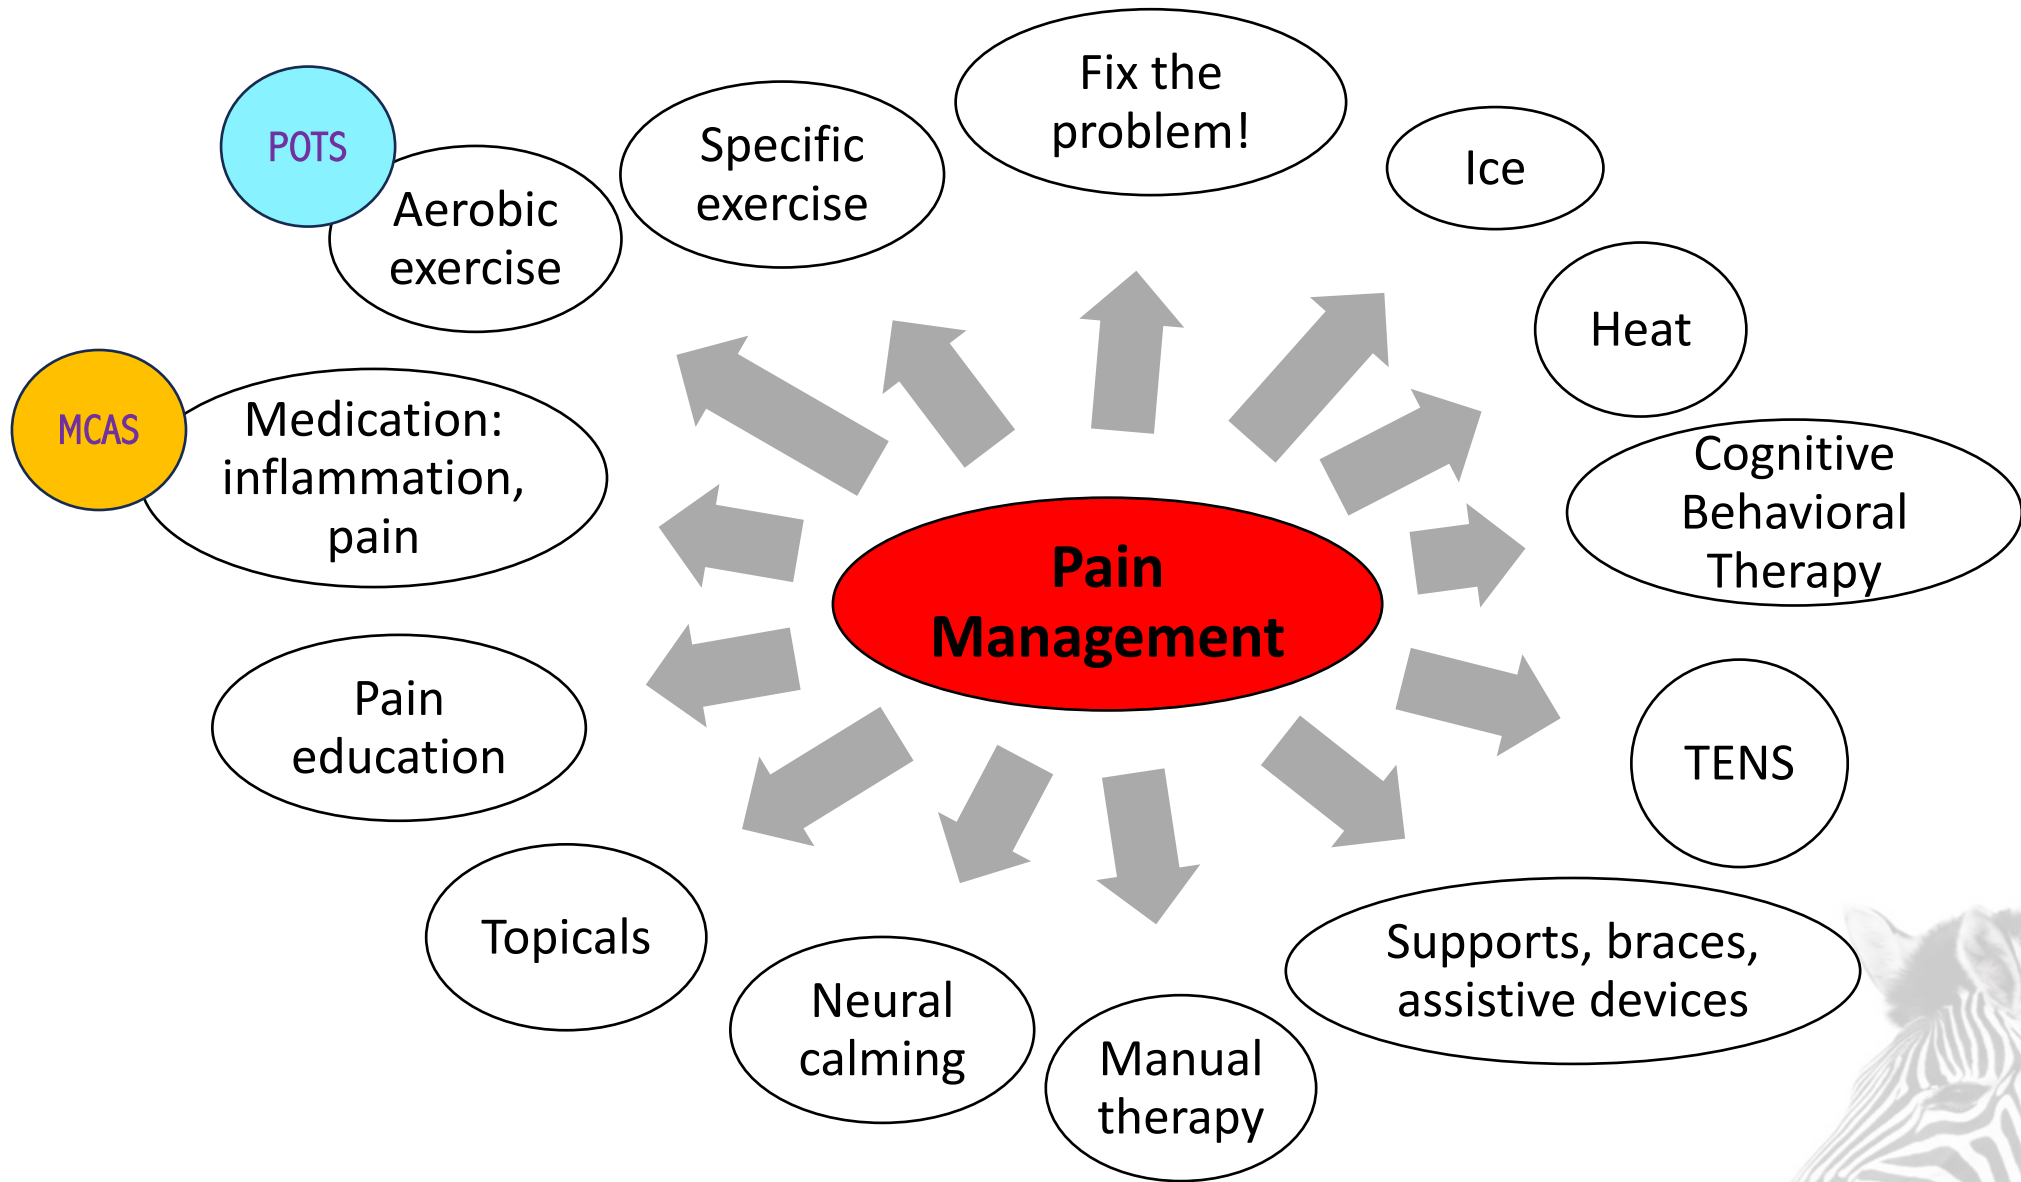 Fix the
problem!
Specific
exercise
POTS
Aerobic
exercise
Ice
Heat
MCAS
Medication:
inflammation,
pain
Cognitive
Behavioral
Therapy
Pain
Management
Pain
education
TENS
Topicals
Supports, braces,
assistive devices
Neural
calming
Manual
therapy